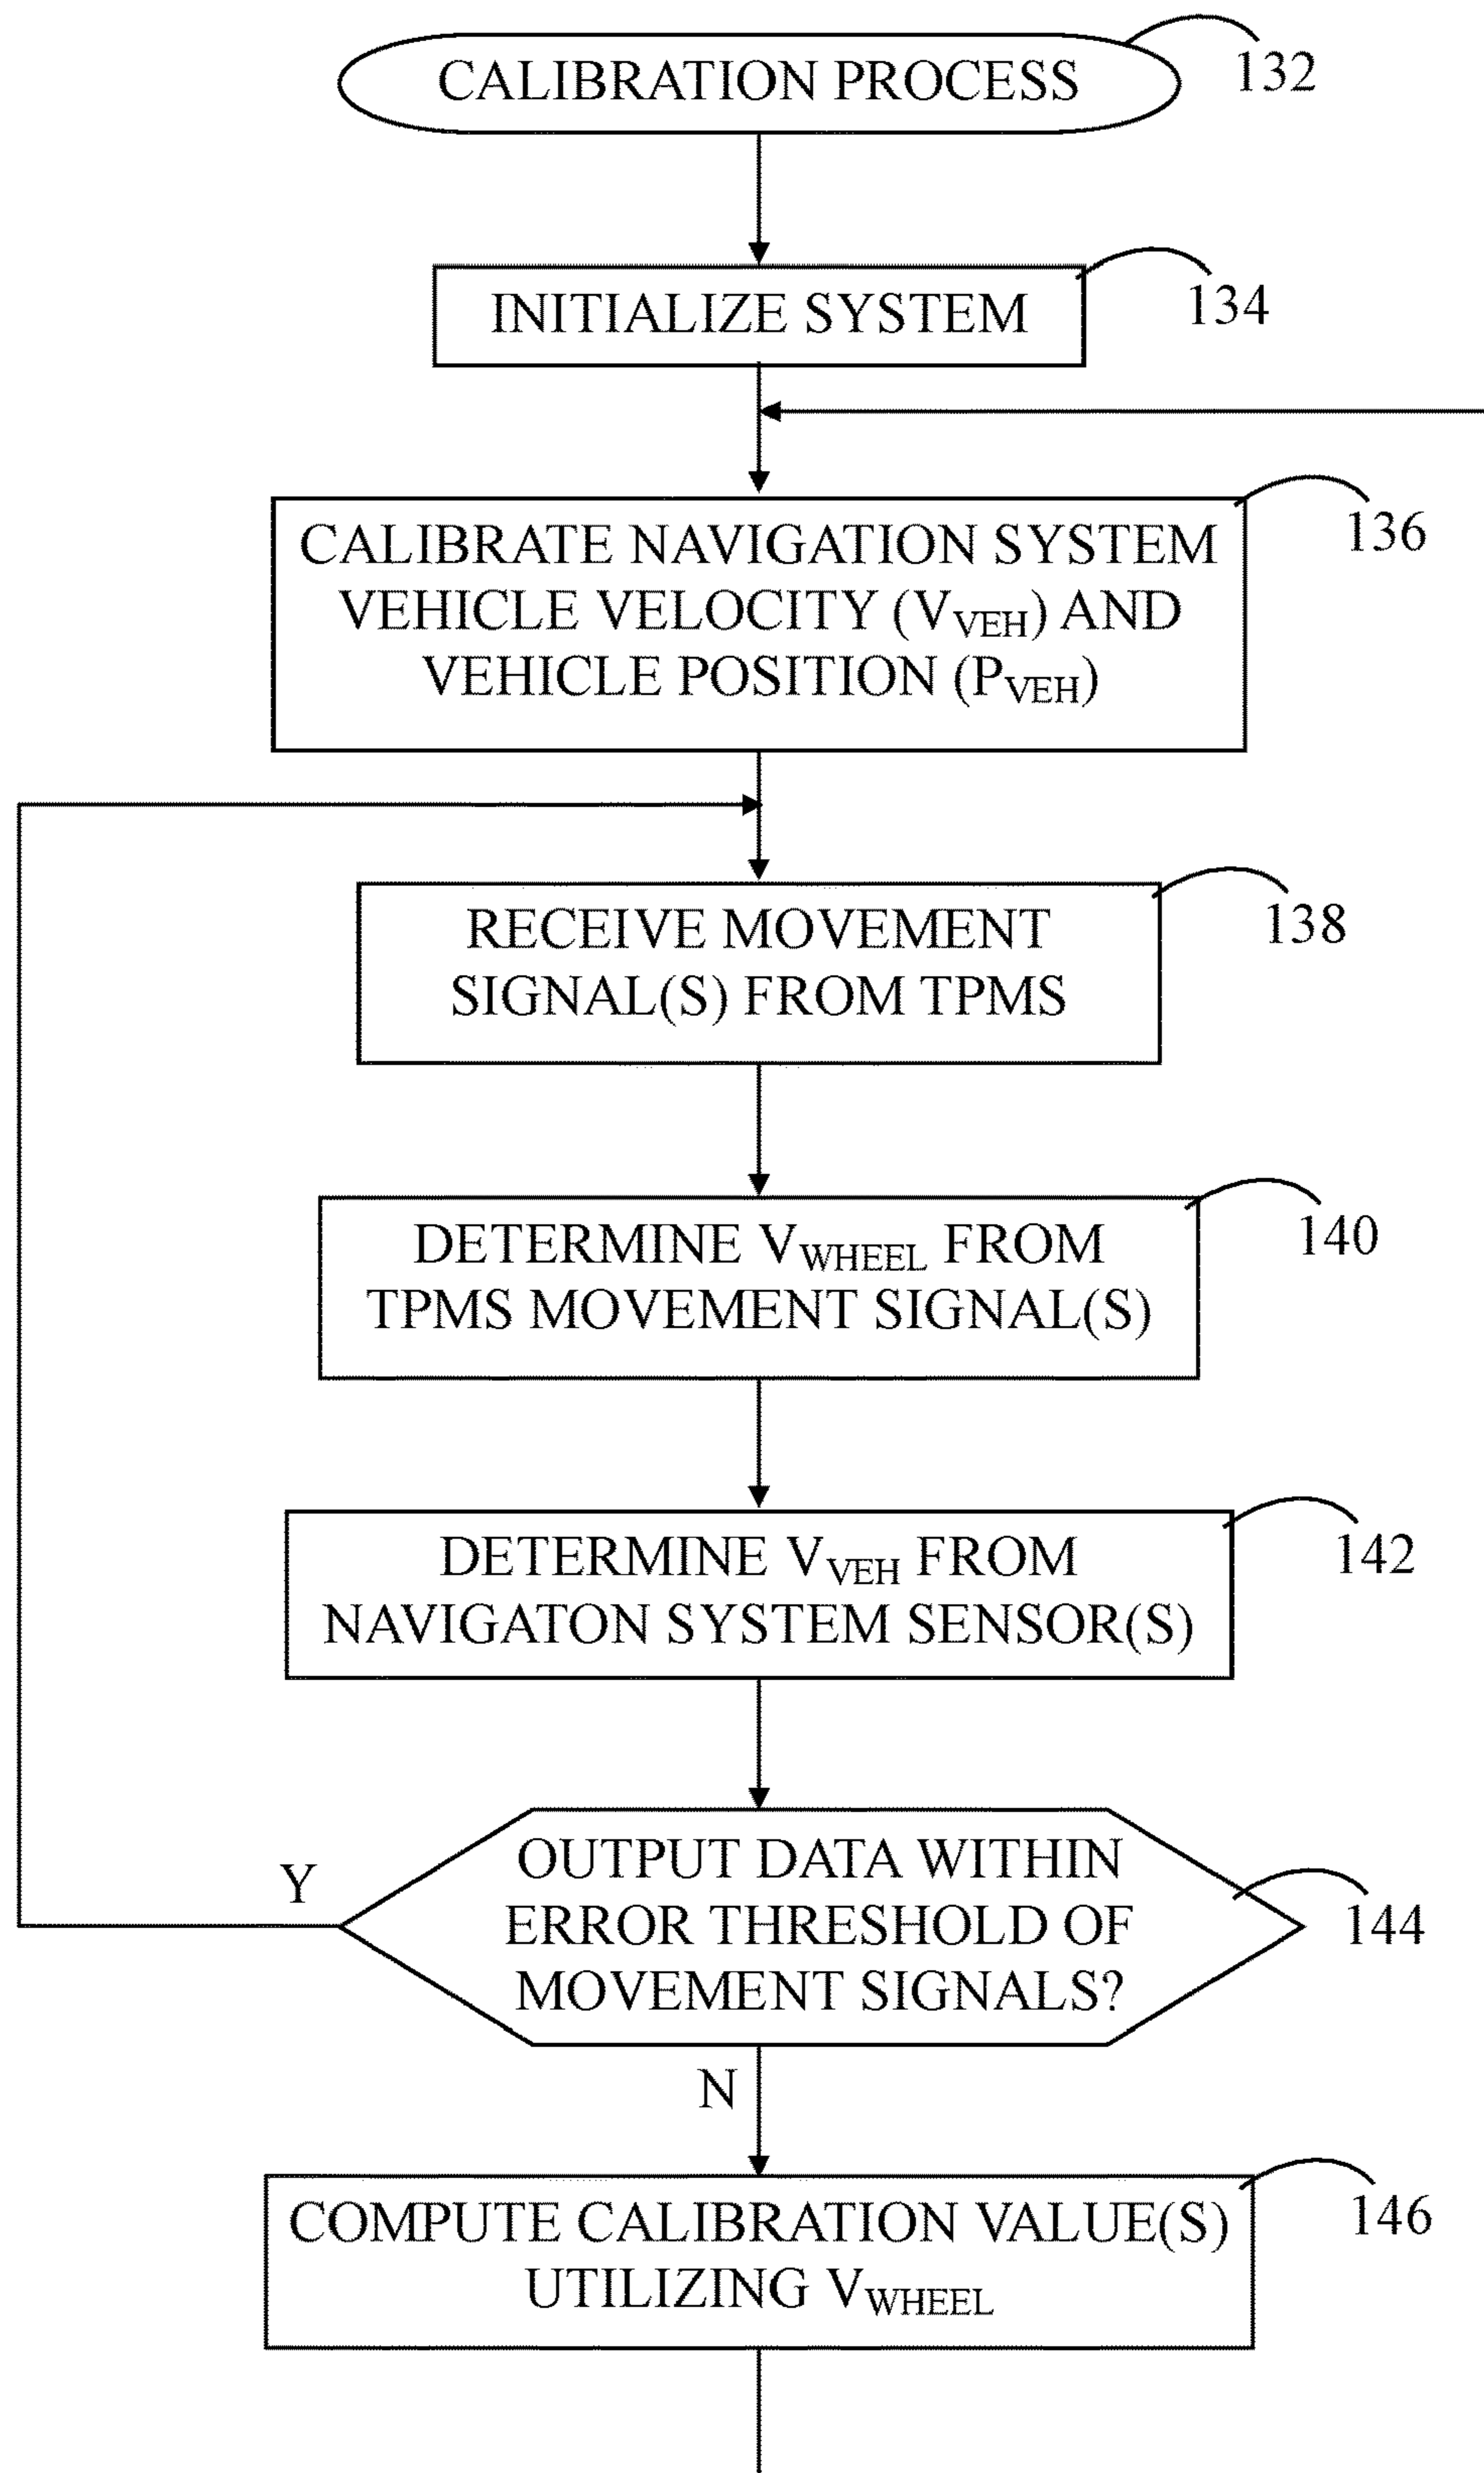 CALIBRATION PROCESS
132
INITIALIZE SYSTEM
134
CALIBRATE NAVIGATION SYSTEM
VEHICLE VELOCITY (VVEH) AND
VEHICLE POSITION (PVEH)
136
RECEIVE MOVEMENT
SIGNAL(S) FROM TPMS
138
DETERMINE VWHEEL FROM
TPMS MOVEMENT SIGNAL(S)
140
DETERMINE VVEH FROM
NAVIGATON SYSTEM SENSOR(S)
142
OUTPUT DATA WITHIN
ERROR THRESHOLD OF
MOVEMENT SIGNALS?
144
Y
N
COMPUTE CALIBRATION VALUE(S)
UTILIZING VWHEEL
146